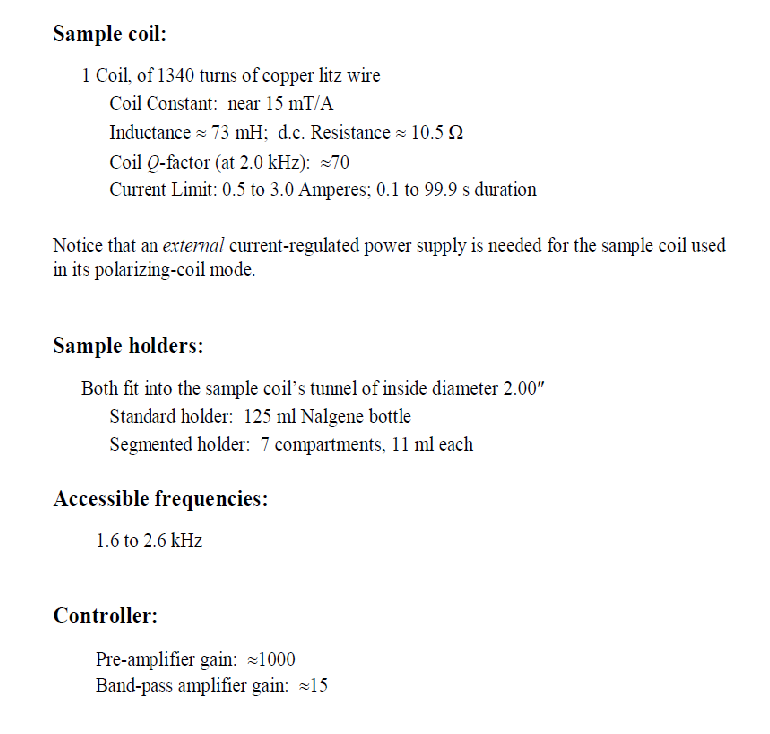 Sample coil:
1 Coil, of 1340 turns of copper litz wire
Coil Constant: near 15 mT/A
Inductance ≈ 73 mH; d.c. Resistance ≈ 10.5 Ω
Coil Q-factor (at 2.0 kHz): ≈70
Current Limit: 0.5 to 3.0 Amperes; 0.1 to 99.9 s duration
Notice that an external current-regulated power supply is needed for the sample coil used
in its polarizing-coil mode.
Sample holders:
Both fit into the sample coil's tunnel of inside diameter 2.00″
Standard holder: 125 ml Nalgene bottle
Segmented holder: 7 compartments, 11 ml each
Accessible frequencies:
1.6 to 2.6 kHz
Controller:
Pre-amplifier gain: ≈1000
Band-pass amplifier gain: ≈15